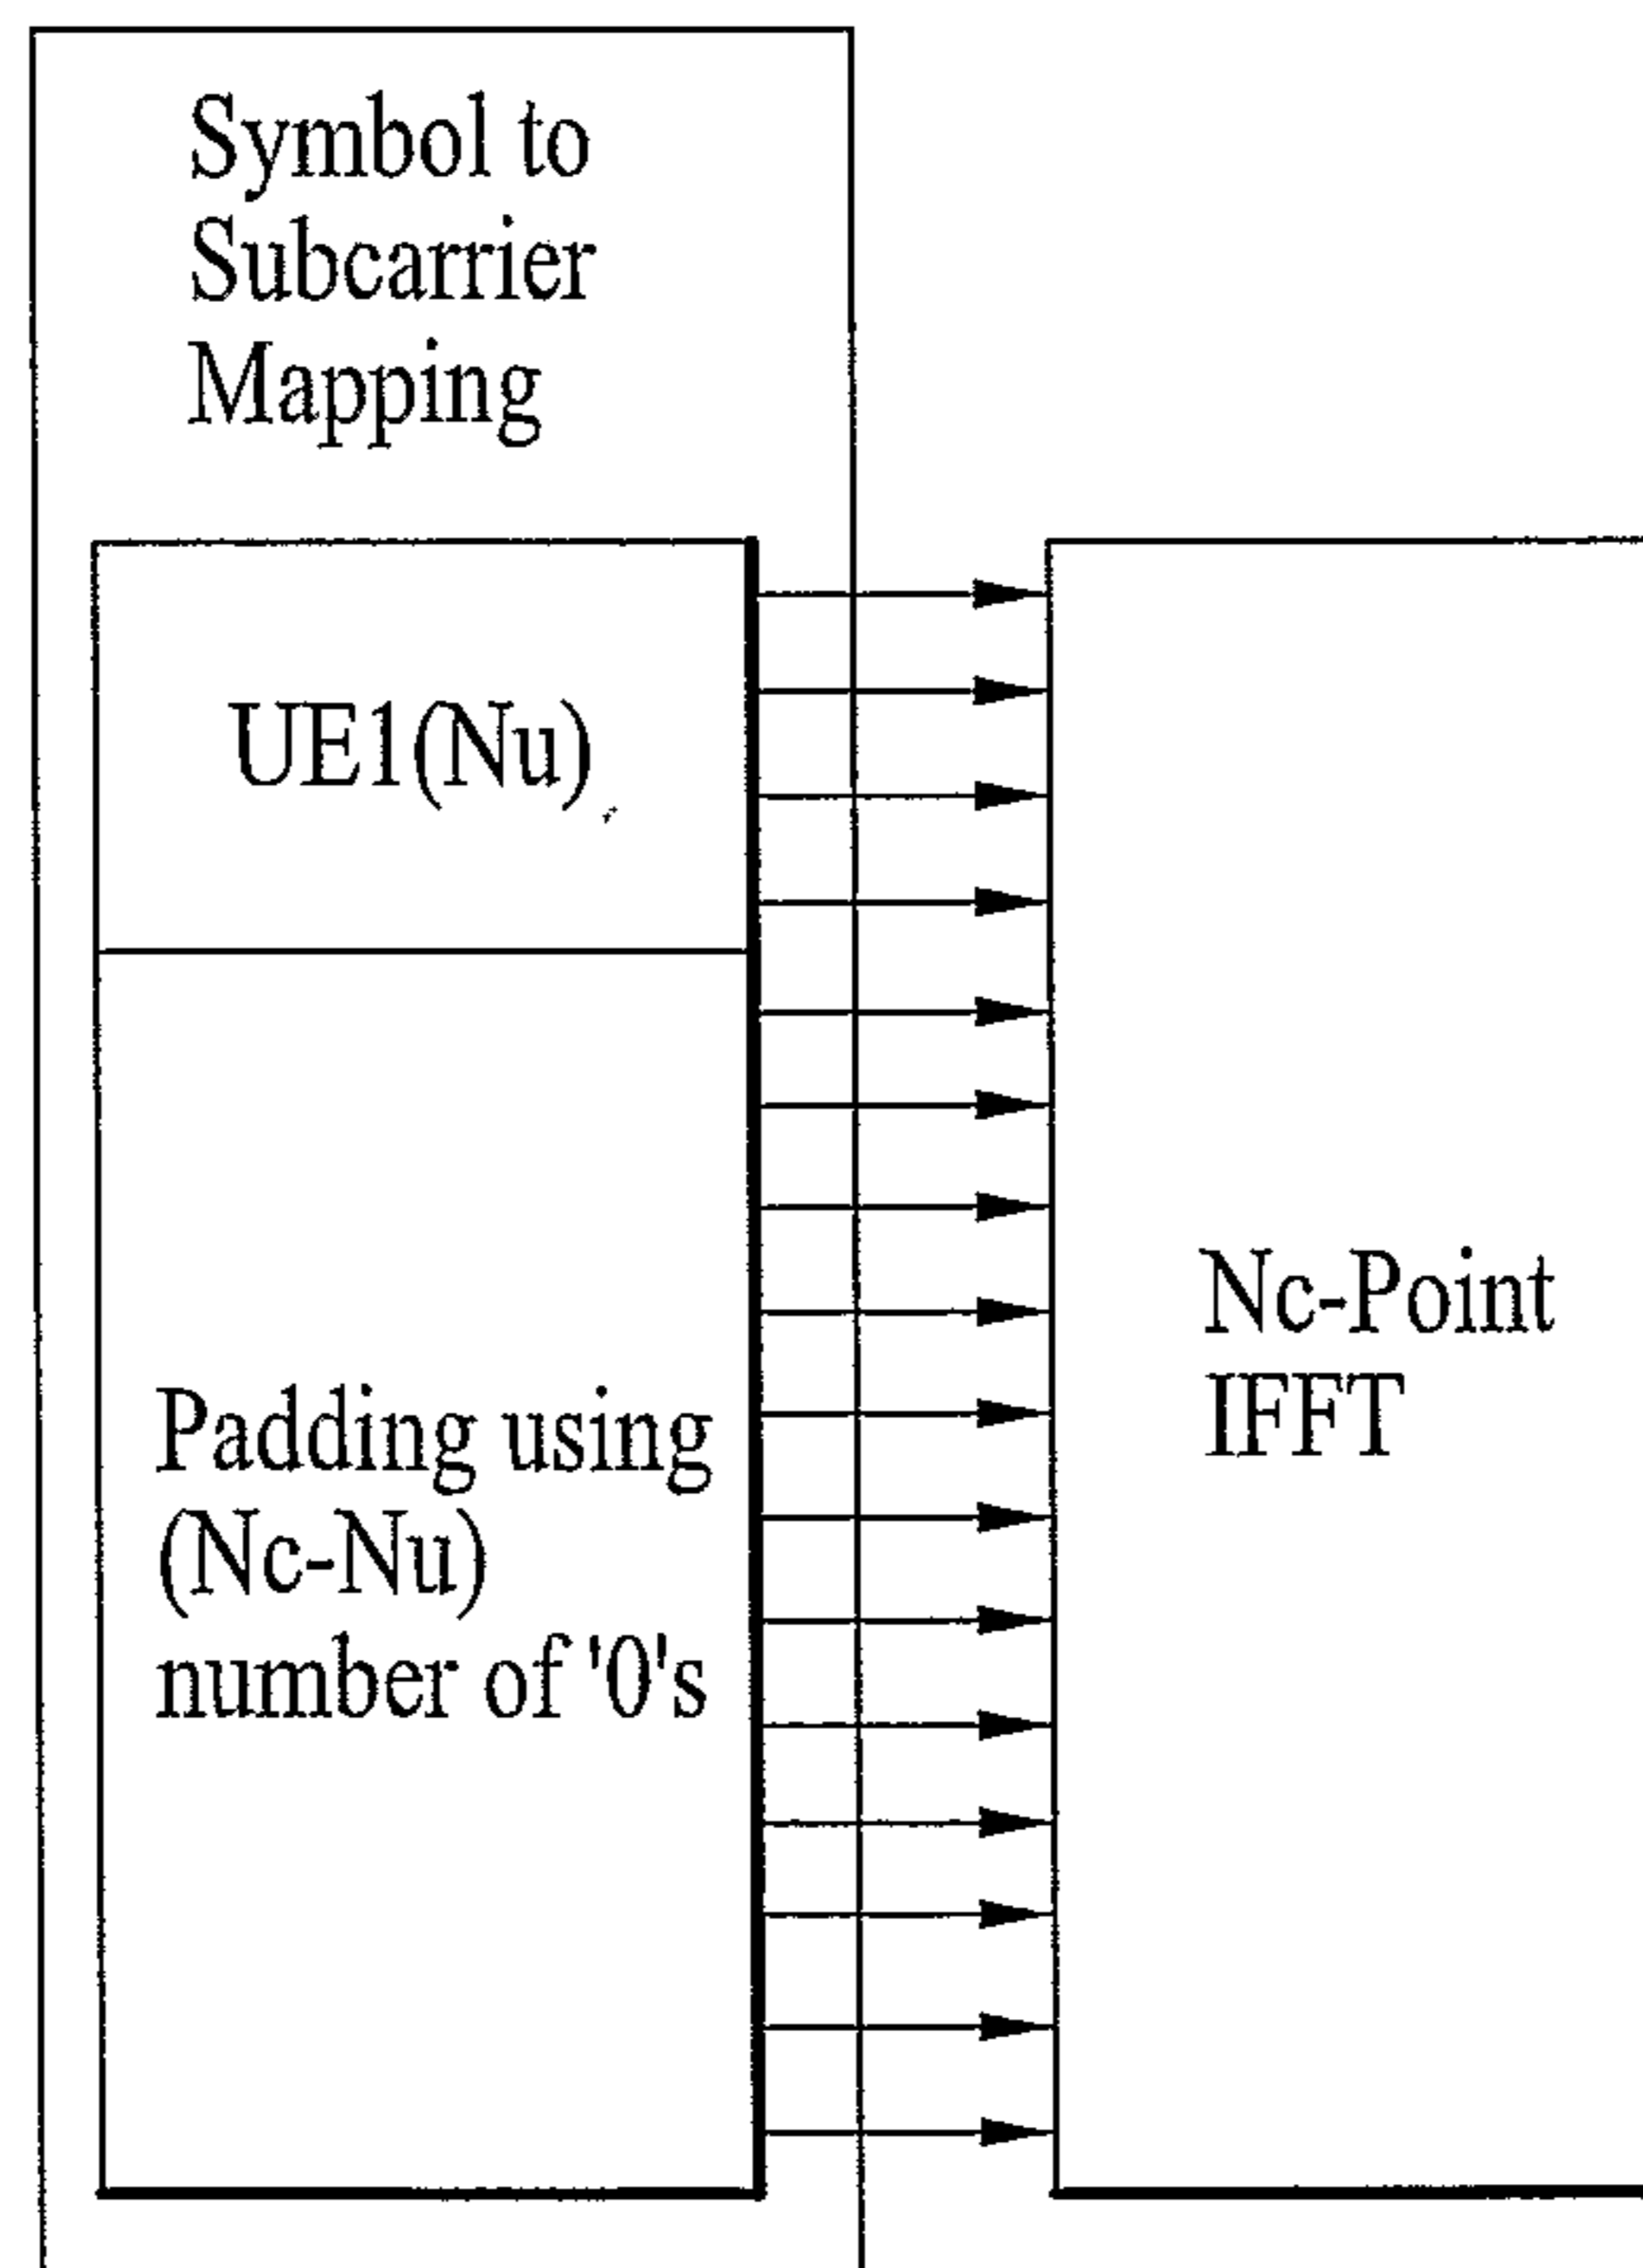 Symbol to
Subcarrier
Mapping
UE1(Nu)
Padding using
(Nc-Nu)
number of '0's
Nc-Point
IFFT